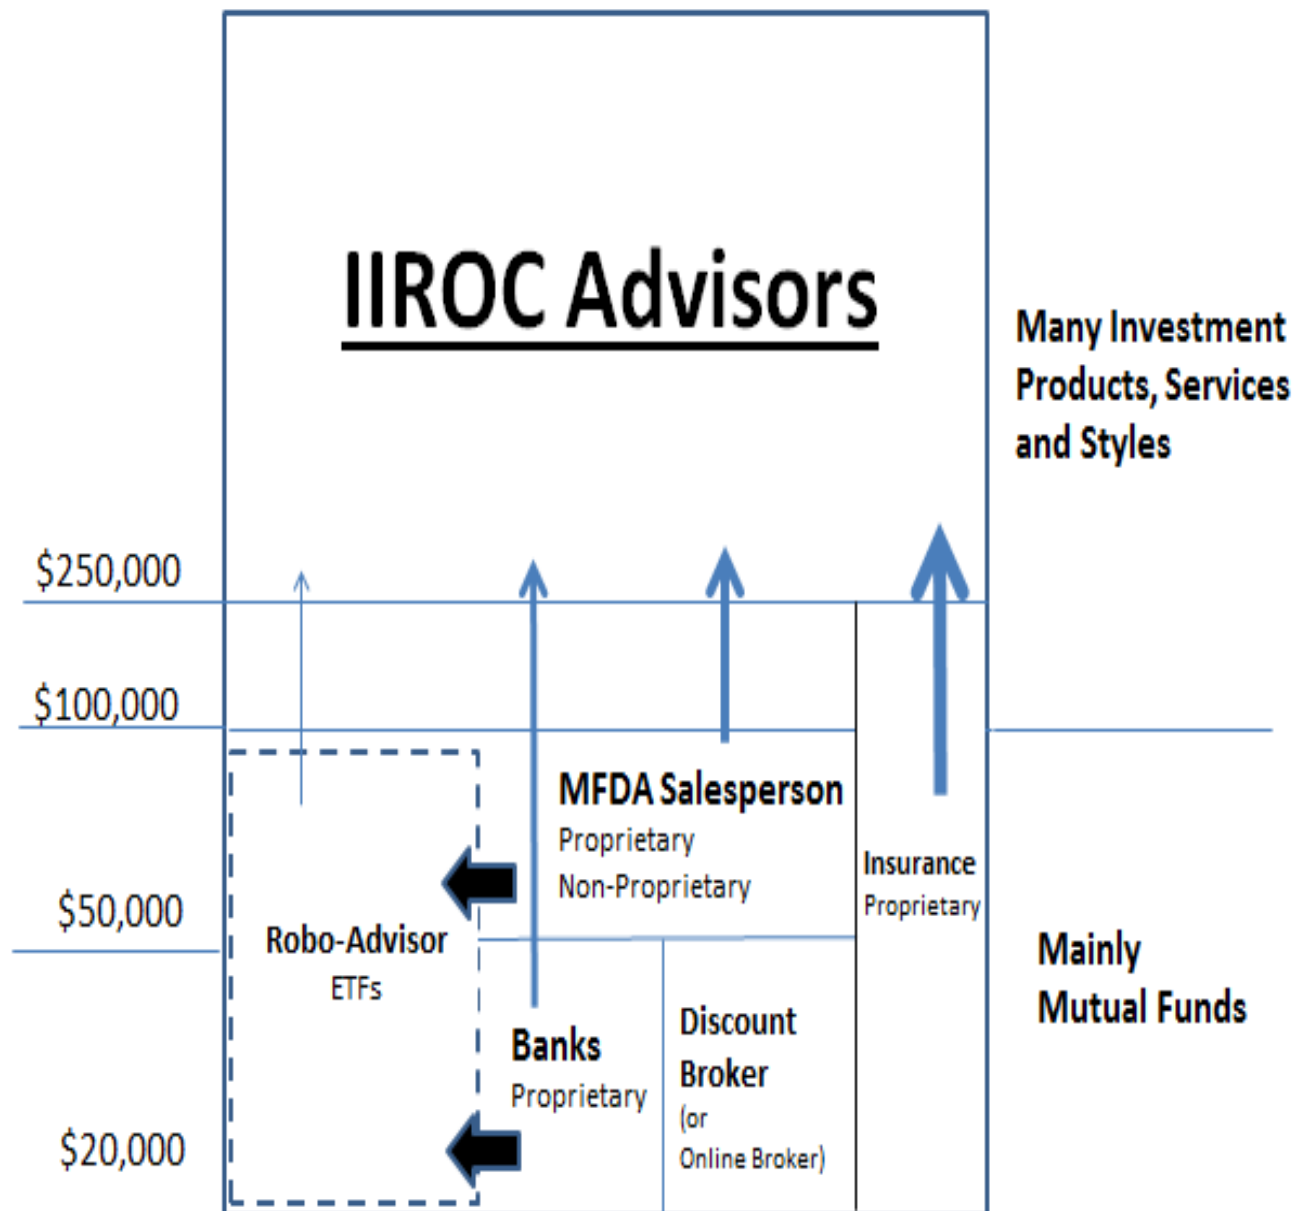 IIROC Advisors
Many Investment
Products, Services
and Styles
$250,000
$100,000
MFDA Salesperson
Proprietary
Non-Proprietary
Insurance
Proprietary
$50,000
Robo-Advisor
ETFs
Mainly
Mutual Funds
Banks
Proprietary
Discount
Broker
(or
Online Broker)
$20,000